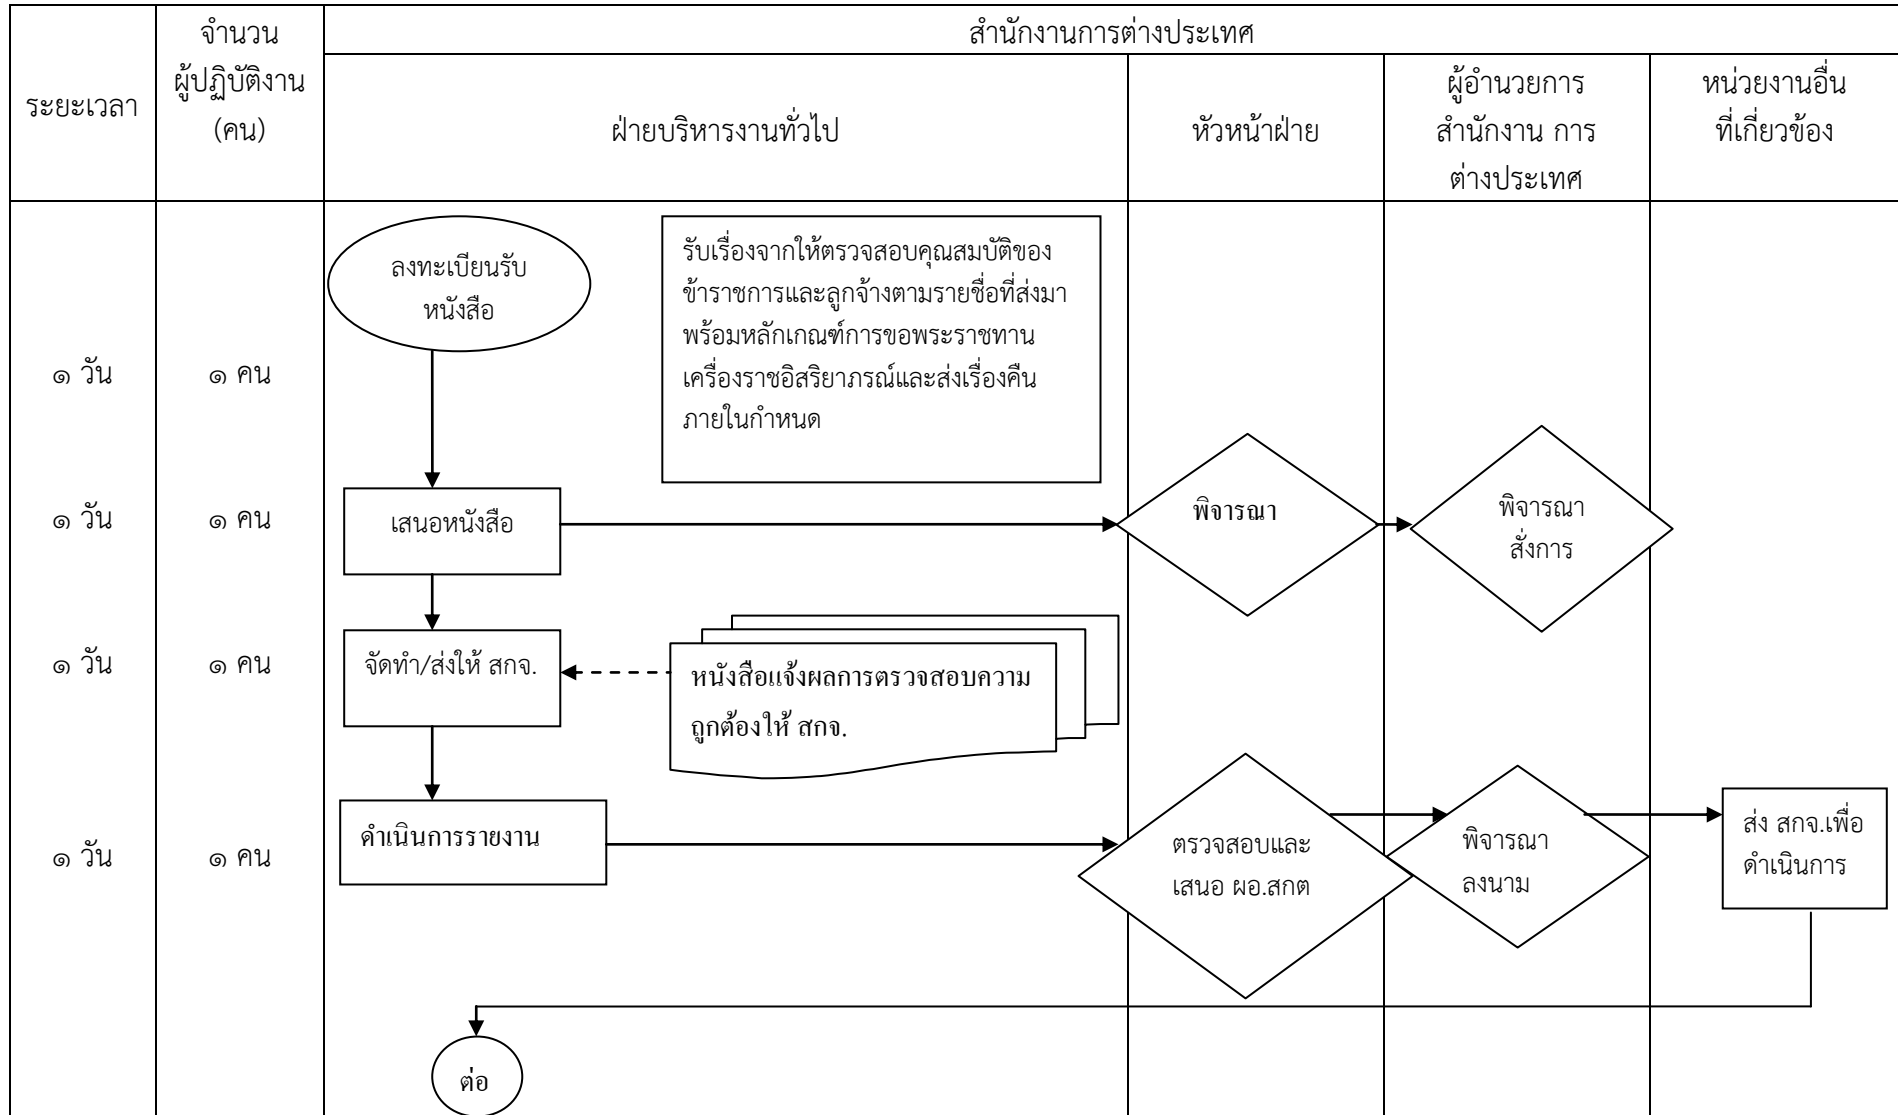 ระยะเวลา
จำนวน
ผู้ปฏิบัติงาน
(คน)
สำนักงานการต่างประเทศ
ฝ่ายบริหารงานทั่วไป
หัวหน้าฝ่าย
ผู้อำนวยการ
สำนักงาน การ
ต่างประเทศ
หน่วยงานอื่น
ที่เกี่ยวข้อง
ลงทะเบียนรับ
หนังสือ
รับเรื่องจากให้ตรวจสอบคุณสมบัติของ
ข้าราชการและลูกจ้างตามรายชื่อที่ส่งมา
พร้อมหลักเกณฑ์การขอพระราชทาน
เครื่องราชอิสริยาภรณ์และส่งเรื่องคืน
ภายในกำหนด
๑ วัน
๑ คน
๑ วัน
๑ คน
เสนอหนังสือ
พิจารณา
พิจารณา
สั่งการ
๑ วัน
๑ คน
จัดทำ/ส่งให้ สกจ.
หนังสือแจ้งผลการตรวจสอบความ
ถูกต้องให้ สกจ.
๑ วัน
๑ คน
ดำเนินการรายงาน
ตรวจสอบและ
เสนอ ผอ.สกต
พิจารณา
ลงนาม
ส่ง สกจ.เพื่อ
ดำเนินการ
ต่อ